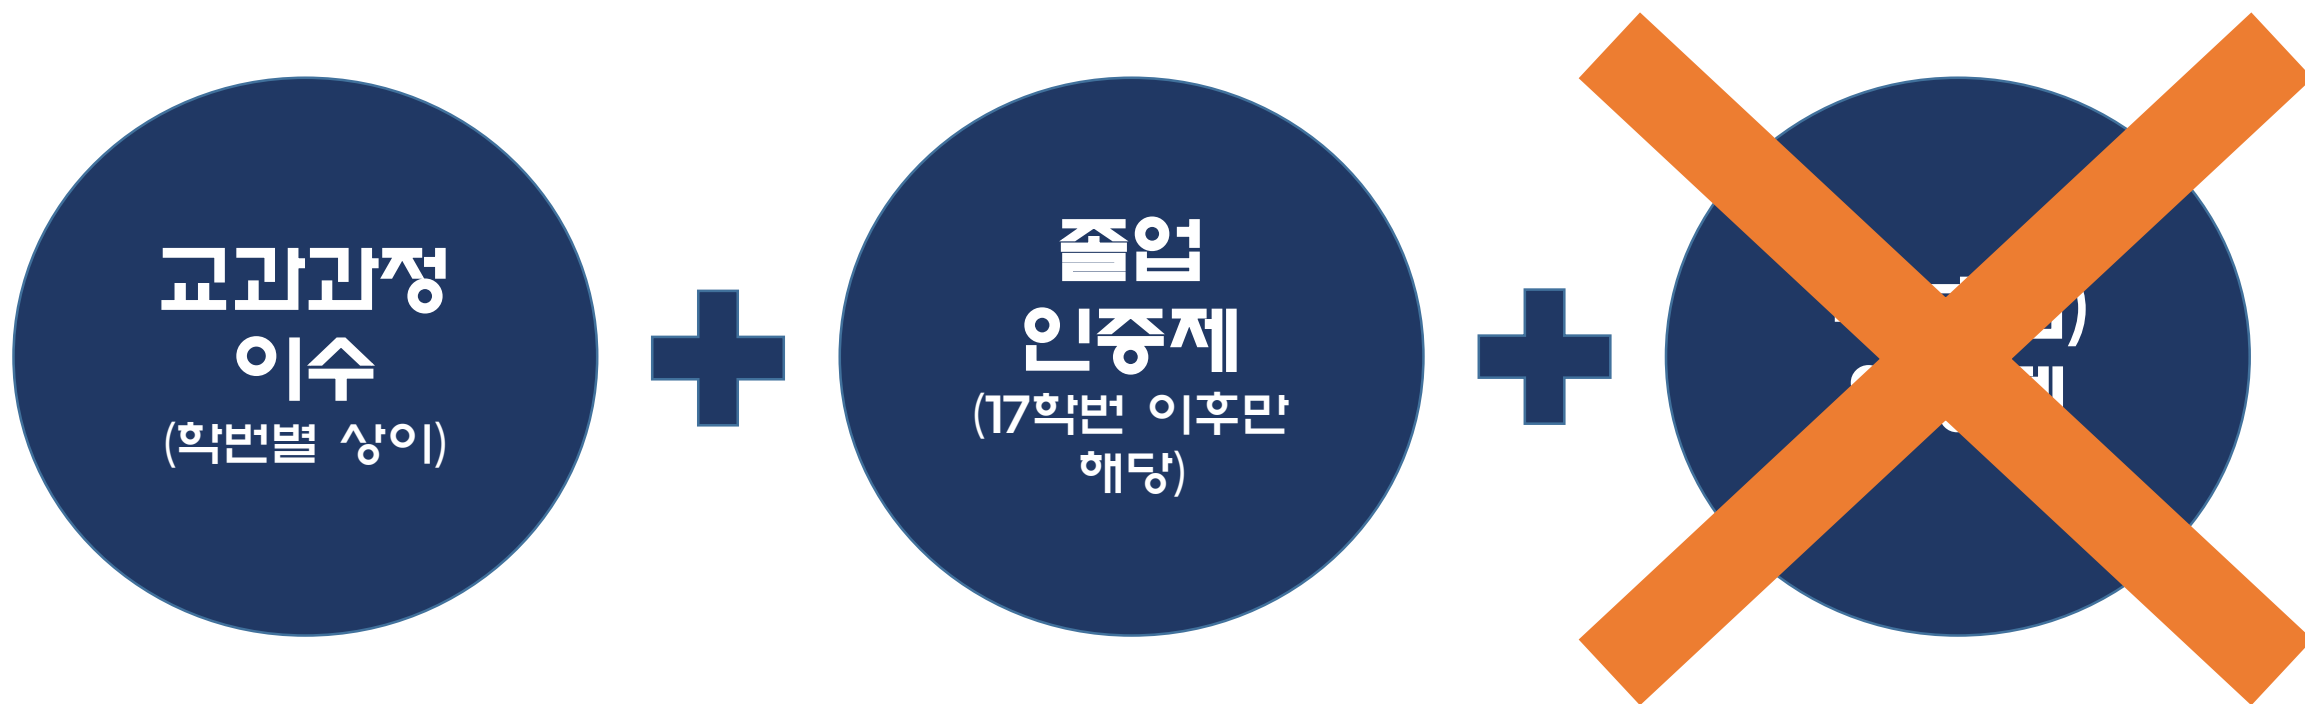 교과과정
이수
(학번별 상이)
졸업
인증제
(17학번 이후만
해당)